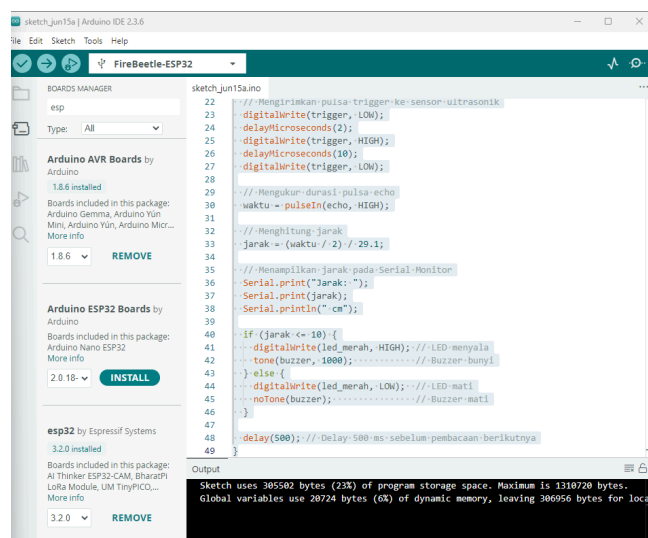 sketch_jun15a | Arduino IDE 2.3.6
File Edit Sketch Tools Help
FireBeetle-ESP32
BOARDS MANAGER
esp
Type: All
Arduino AVR Boards by
Arduino
1.8.6 installed
Boards included in this package:
Arduino Gemma, Arduino Yún
Mini, Arduino Yún, Arduino Micr...
More info
1.8.6 REMOVE
Arduino ESP32 Boards by
Arduino
Boards included in this package:
Arduino Nano ESP32
More info
2.0.18- INSTALL
esp32 by Espressif Systems
3.2.0 installed
Boards included in this package:
AI Thinker ESP32-CAM, BharatPi
LoRa Module, UM TinyPICO,...
More info
3.2.0 REMOVE
sketch_jun15a.ino
22 // Mengirimkan pulsa trigger ke sensor ultrasonik
23 digitalWrite(trigger, LOW);
24 delayMicroseconds(2);
25 digitalWrite(trigger, HIGH);
26 delayMicroseconds(10);
27 digitalWrite(trigger, LOW);
28
29 // Mengukur durasi pulsa echo
30 waktu = pulseIn(echo, HIGH);
31
32 // Menghitung jarak
33 jarak = (waktu / 2) / 29.1;
34
35 // Menampilkan jarak pada Serial Monitor
36 Serial.print("Jarak: ");
37 Serial.print(jarak);
38 Serial.println(" cm");
39
40 if (jarak <= 10) {
41 digitalWrite(led_merah, HIGH); // LED menyala
42 tone(buzzer, 1000); // Buzzer bunyi
43 } else {
44 digitalWrite(led_merah, LOW); // LED mati
45 noTone(buzzer); // Buzzer mati
46 }
47
48 delay(500); // Delay 500 ms sebelum pembacaan berikutnya
49 }
Output
Sketch uses 305502 bytes (23%) of program storage space. Maximum is 1310720 bytes.
Global variables use 20724 bytes (6%) of dynamic memory, leaving 306956 bytes for loca